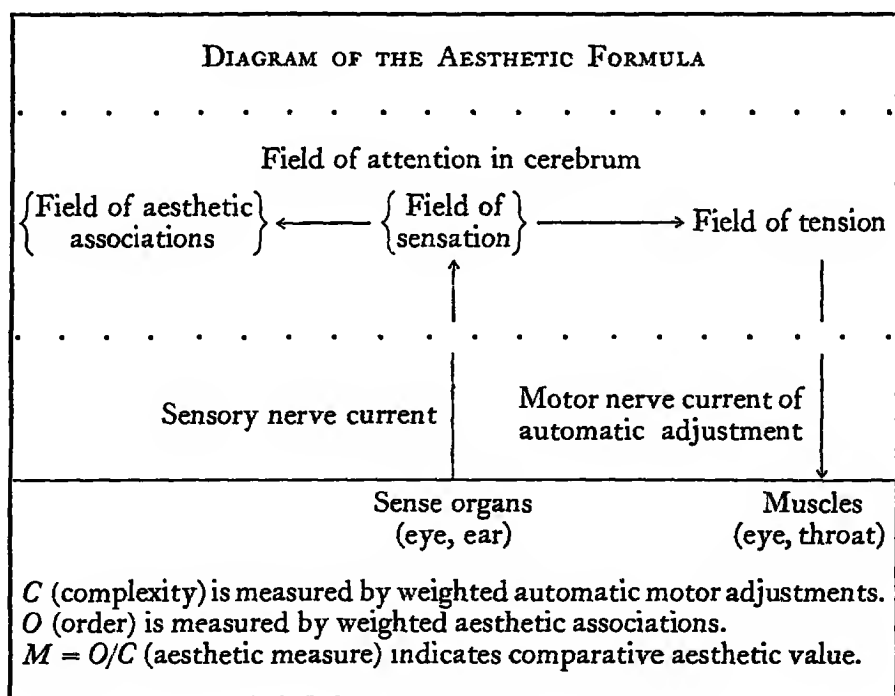 DIAGRAM OF THE AESTHETIC FORMULA
Field of attention in cerebrum
Field of aesthetic associations
Field of sensation
Field of tension
Sensory nerve current
Motor nerve current of
automatic adjustment
Sense organs
(eye, ear)
Muscles
(eye, throat)
C (complexity) is measured by weighted automatic motor adjustments.
O (order) is measured by weighted aesthetic associations.
M = O/C (aesthetic measure) indicates comparative aesthetic value.